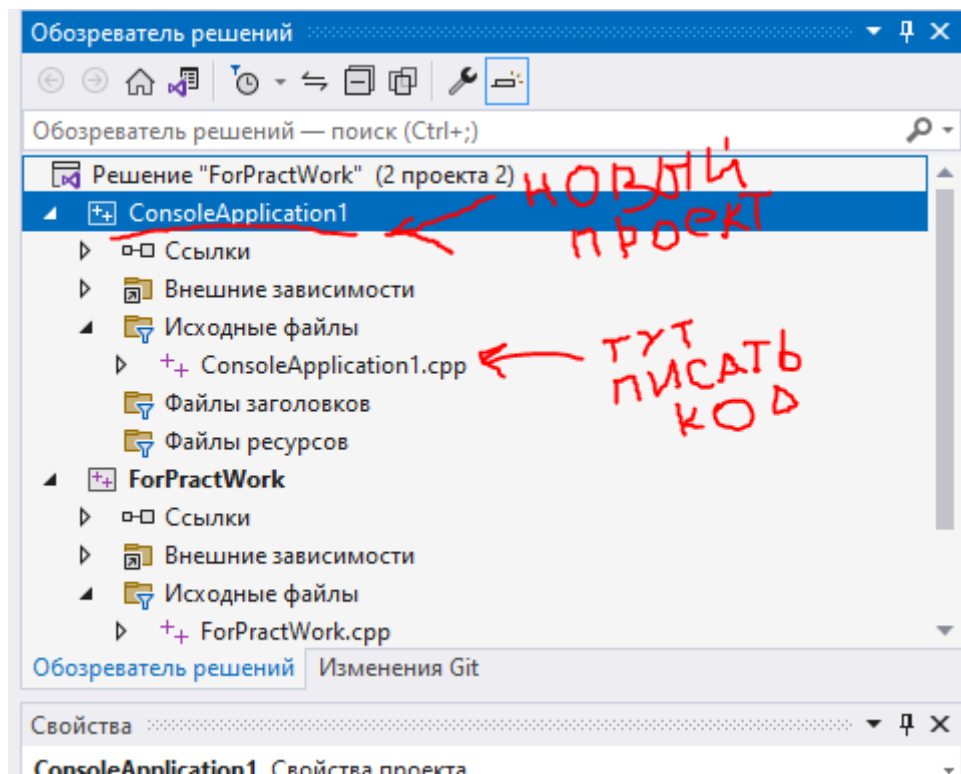 Обозреватель решений
Обозреватель решений — поиск (Ctrl+;)
Решение "ForPractWork" (2 проекта 2)
НОВЫЙ
ПРОЕКТ
ConsoleApplication1
Ссылки
Внешние зависимости
Исходные файлы
ConsoleApplication1.cpp
ТУТ
ПИСАТЬ
КОД
Файлы заголовков
Файлы ресурсов
ForPractWork
Ссылки
Внешние зависимости
Исходные файлы
ForPractWork.cpp
Обозреватель решений Изменения Git
Свойства
ConsoleApplication1 Свойства проекта